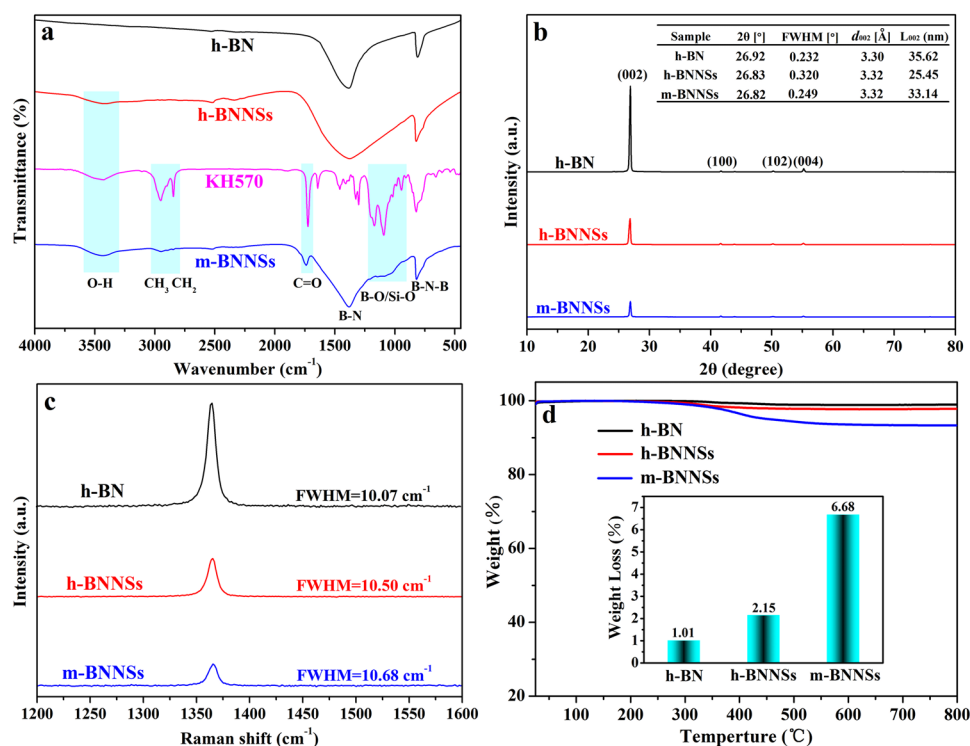 a
h-BN
h-BNNSs
KH570
m-BNNSs
O-H
CH₃ CH₂
C=O
B-N
B-O/Si-O
B-N-B
Transmittance (%)
4000 3500 3000 2500 2000 1500 1000 500
Wavenumber (cm⁻¹)
b
Sample 2θ [°] FWHM [°] d₀₀₂ [Å] L₀₀₂ (nm)
h-BN 26.92 0.232 3.30 35.62
h-BNNSs 26.83 0.320 3.32 25.45
m-BNNSs 26.82 0.249 3.32 33.14
(002)
(100) (102) (004)
h-BN
h-BNNSs
m-BNNSs
Intensity (a.u.)
10 20 30 40 50 60 70 80
2θ (degree)
c
h-BN
FWHM=10.07 cm⁻¹
h-BNNSs
FWHM=10.50 cm⁻¹
m-BNNSs
FWHM=10.68 cm⁻¹
Intensity (a.u.)
1200 1250 1300 1350 1400 1450 1500 1550 1600
Raman shift (cm⁻¹)
d
h-BN
h-BNNSs
m-BNNSs
Weight (%)
100
80
60
40
20
Weight Loss (%)
7
6
5
4
3
2
1
0
1.01
2.15
6.68
h-BN h-BNNSs m-BNNSs
100 200 300 400 500 600 700 800
Temperture (℃)